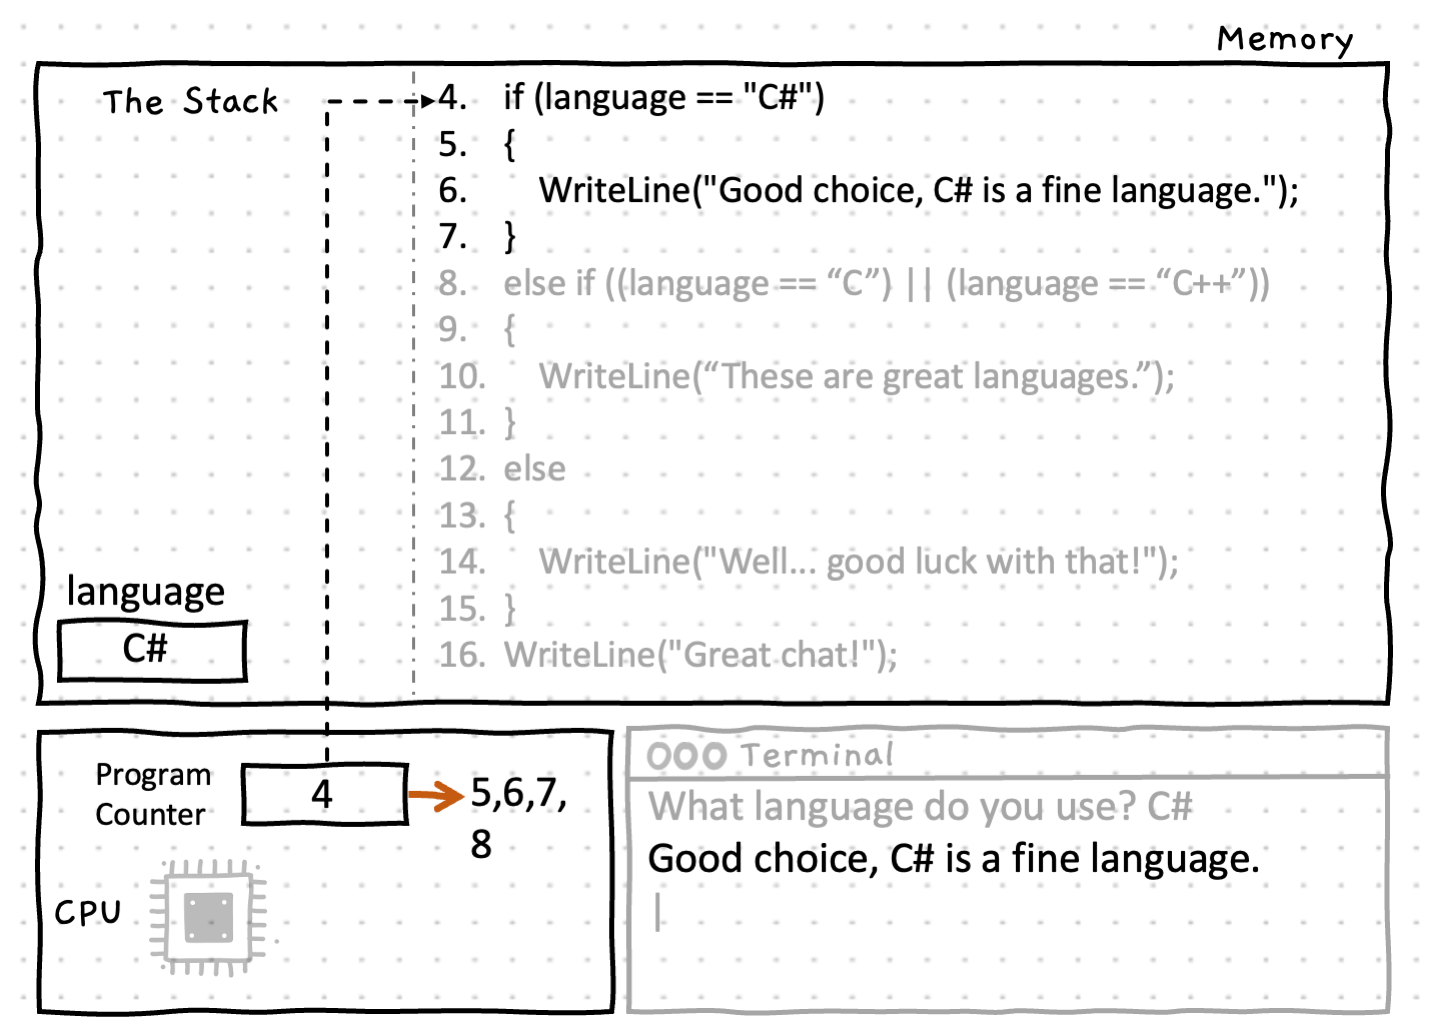 Memory
The Stack
4. if (language == "C#")
5. {
6. WriteLine("Good choice, C# is a fine language.");
7. }
8. else if ((language == “C”) || (language == “C++”))
9. {
10. WriteLine(“These are great languages.”);
11. }
12. else
13. {
14. WriteLine("Well... good luck with that!");
15. }
16. WriteLine("Great chat!");
language
C#
Program
Counter
4
5,6,7,
8
CPU
Terminal
What language do you use? C#
Good choice, C# is a fine language.